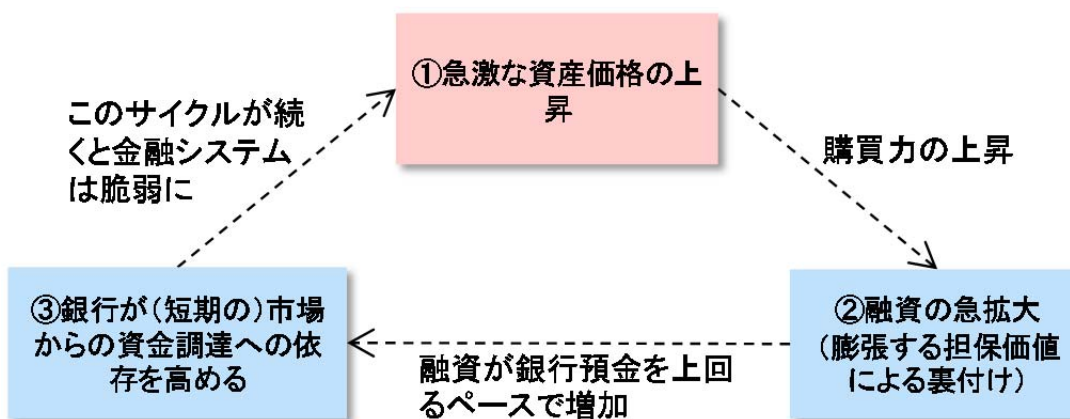 ①急激な資産価格の上
昇
このサイクルが続
くと金融システム
は脆弱に
購買力の上昇
③銀行が(短期の)市場
からの資金調達への依
存を高める
②融資の急拡大
(膨張する担保価値
による裏付け)
融資が銀行預金を上回
るペースで増加